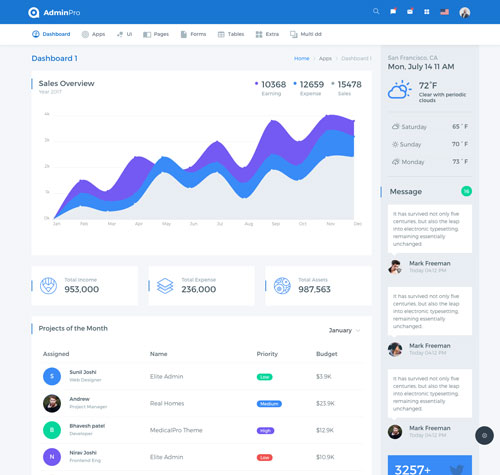 AdminPro
Dashboard
Apps
UI
Pages
Forms
Tables
Extra
Multi dd
Dashboard 1
Home
Apps
Dashboard 1
Sales Overview
Year 2017
10368
Earning
12659
Expense
15478
Sales
4k
3k
2k
1k
0k
Jan
Feb
Mar
Apr
May
Jun
Jul
Aug
Sep
Oct
Nov
Dec
Total Income
953,000
Total Expense
236,000
Total Assets
987,563
Projects of the Month
January
Assigned Name Priority Budget
S
Sunil Joshi
Web Designer
Elite Admin
Low
$3.9K
Andrew
Project Manager
Real Homes
Medium
$23.9K
B
Bhavesh patel
Developer
MedicalPro Theme
High
$12.9K
N
Nirav Joshi
Frontend Eng
Elite Admin
Low
$10.9K
San Francisco, CA
Mon. July 14 11 AM
72°F
Clear with periodic
clouds
Saturday 65 ° F
Sunday 70 ° F
Monday 73 ° F
Message
It has survived not only five
centuries, but also the leap
into electronic typesetting,
remaining essentially
unchanged.
Mark Freeman
Today 04:12 PM
It has survived not only five
centuries, but also the leap
into electronic typesetting,
remaining essentially
unchanged.
Mark Freeman
Today 04:12 PM
It has survived not only five
centuries, but also the leap
into electronic typesetting,
remaining essentially
unchanged.
Mark Freeman
Today 04:12 PM
3257+